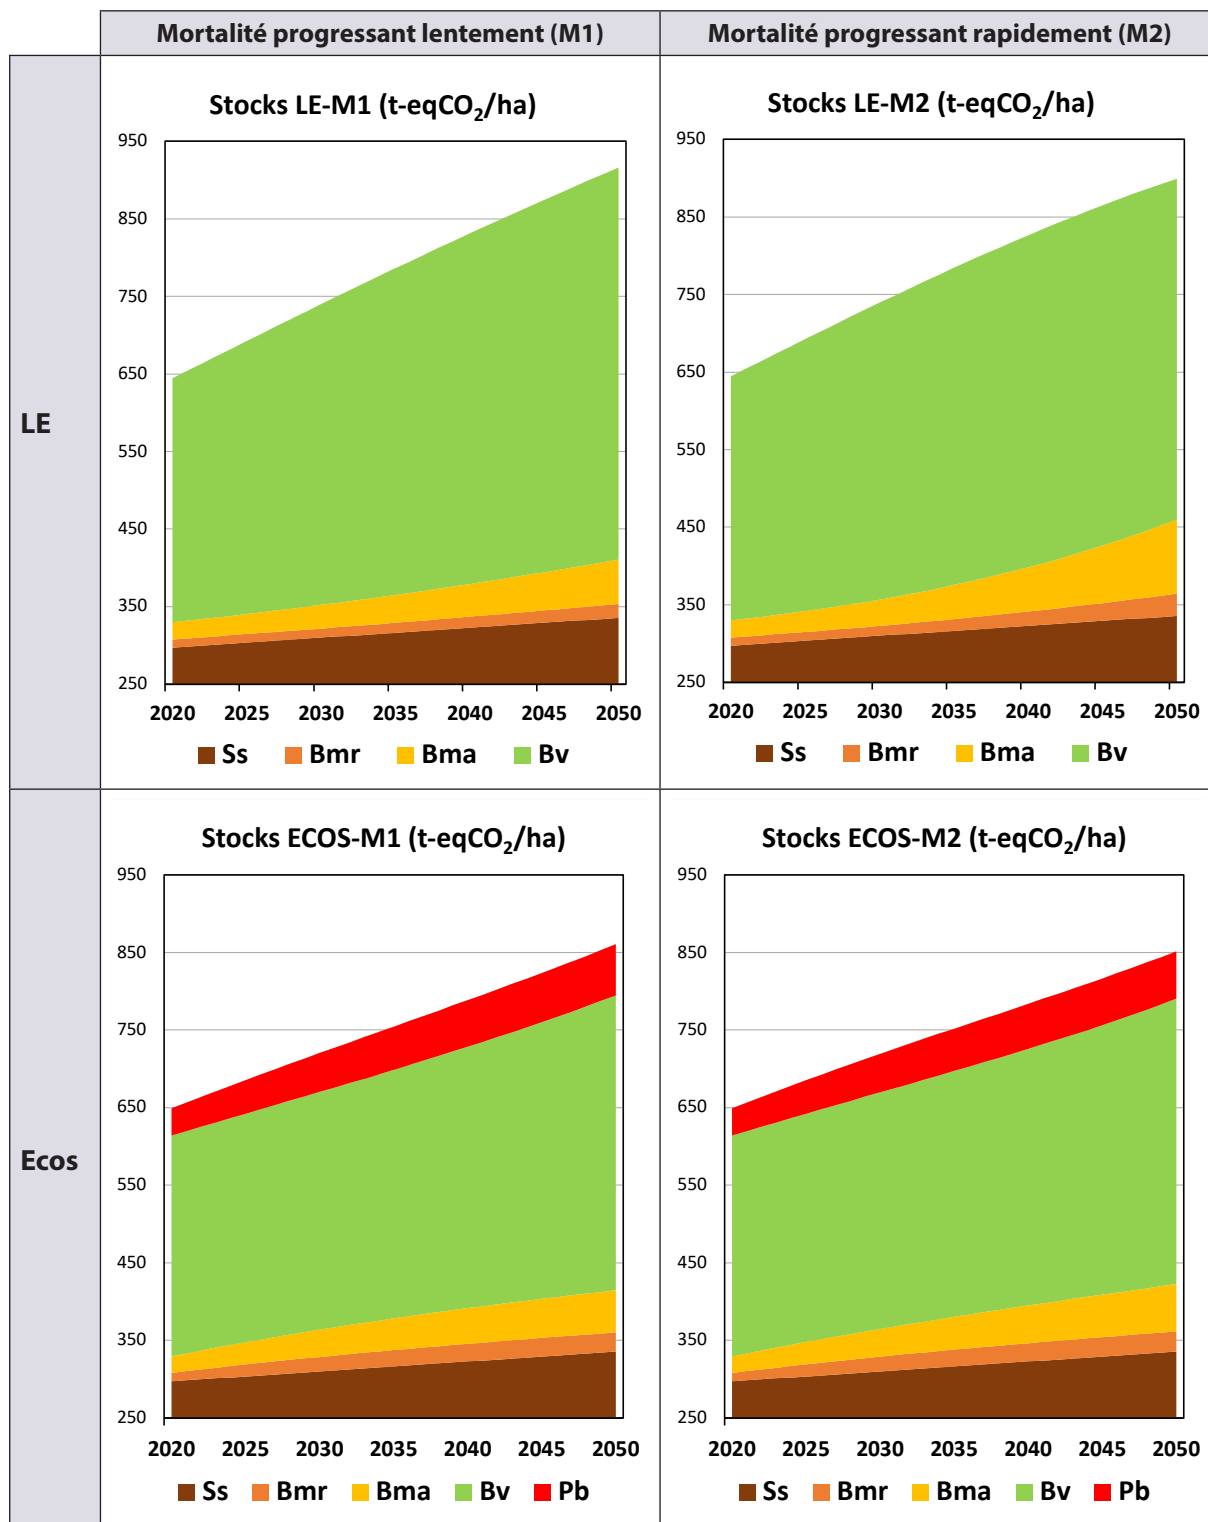 Mortalité progressant lentement (M1)
Mortalité progressant rapidement (M2)
LE
Stocks LE-M1 (t-eqCO₂/ha)
950
850
750
650
550
450
350
250
2020 2025 2030 2035 2040 2045 2050
Ss Bmr Bma Bv
Stocks LE-M2 (t-eqCO₂/ha)
950
850
750
650
550
450
350
250
2020 2025 2030 2035 2040 2045 2050
Ss Bmr Bma Bv
Ecos
Stocks ECOS-M1 (t-eqCO₂/ha)
950
850
750
650
550
450
350
250
2020 2025 2030 2035 2040 2045 2050
Ss Bmr Bma Bv Pb
Stocks ECOS-M2 (t-eqCO₂/ha)
950
850
750
650
550
450
350
250
2020 2025 2030 2035 2040 2045 2050
Ss Bmr Bma Bv Pb